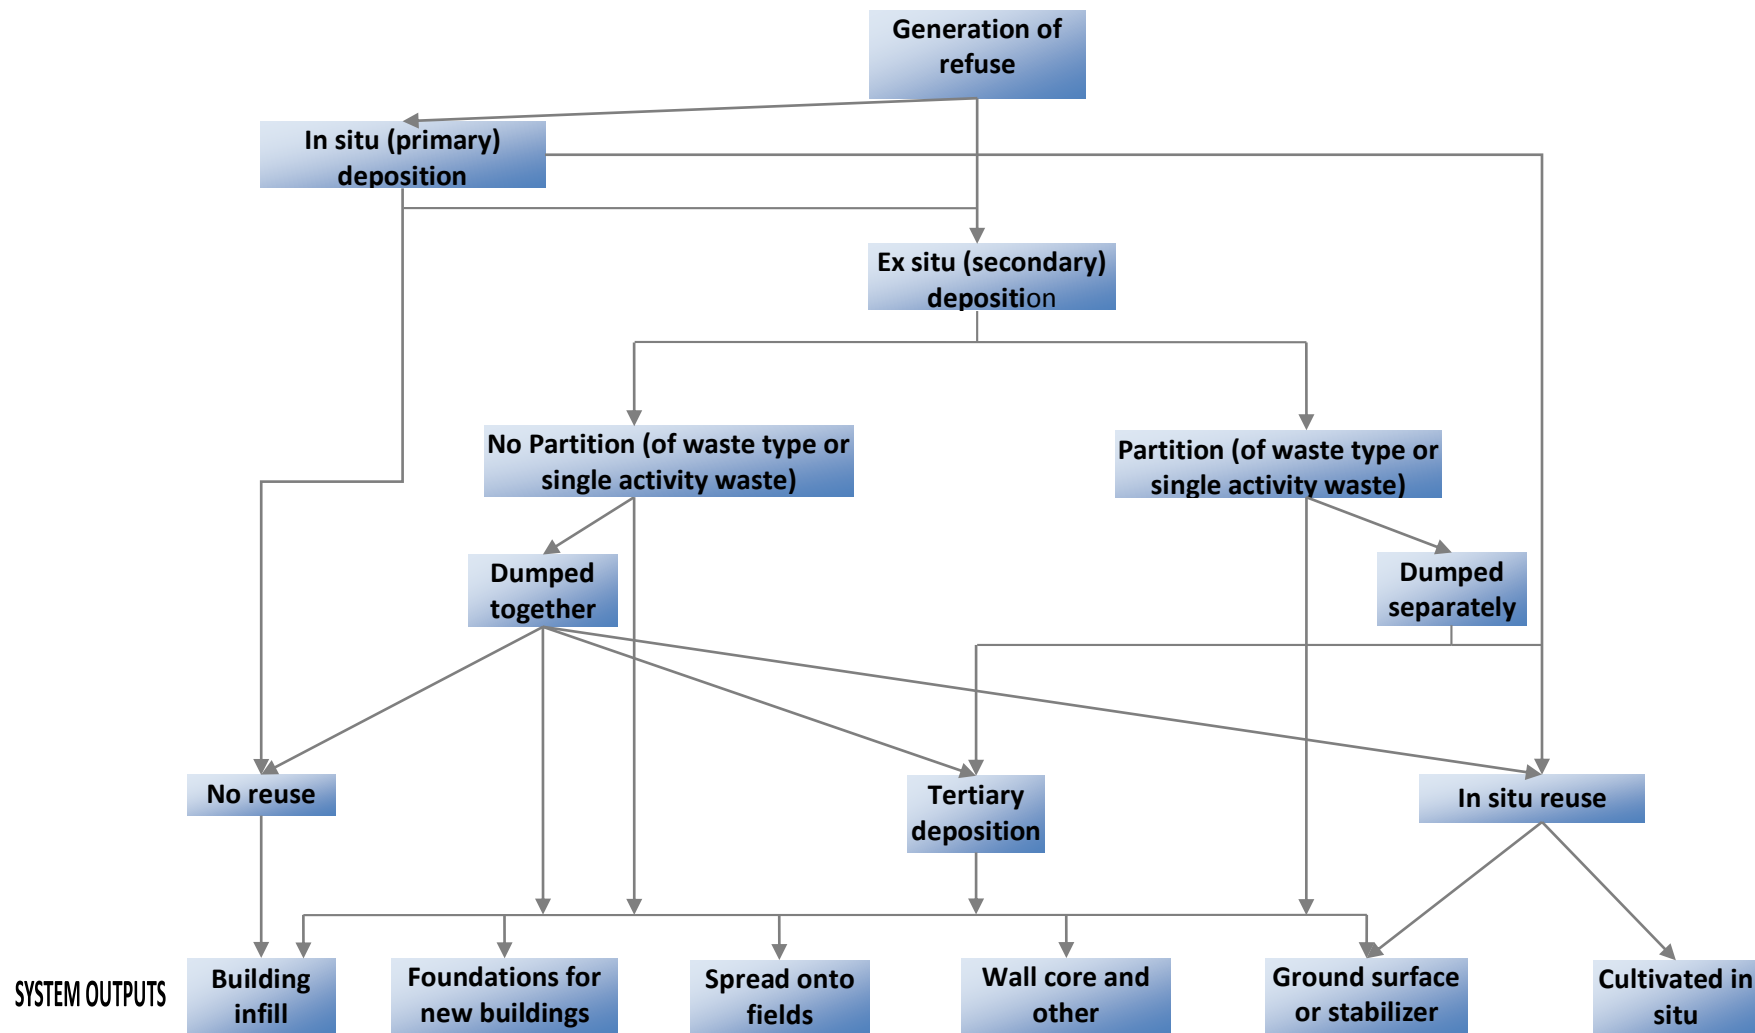 Generation of
refuse
In situ (primary)
deposition
Ex situ (secondary)
deposition
No Partition (of waste type or
single activity waste)
Partition (of waste type or
single activity waste)
Dumped
together
Dumped
separately
No reuse
Tertiary
deposition
In situ reuse
SYSTEM OUTPUTS
Building
infill
Foundations for
new buildings
Spread onto
fields
Wall core and
other
Ground surface
or stabilizer
Cultivated in
situ